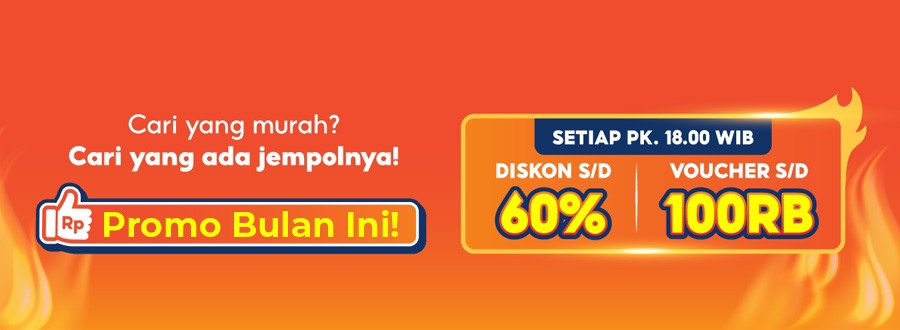 Cari yang murah?
Cari yang ada jempolnya!
Rp
Promo Bulan Ini!
SETIAP PK. 18.00 WIB
DISKON S/D
60%
VOUCHER S/D
100RB